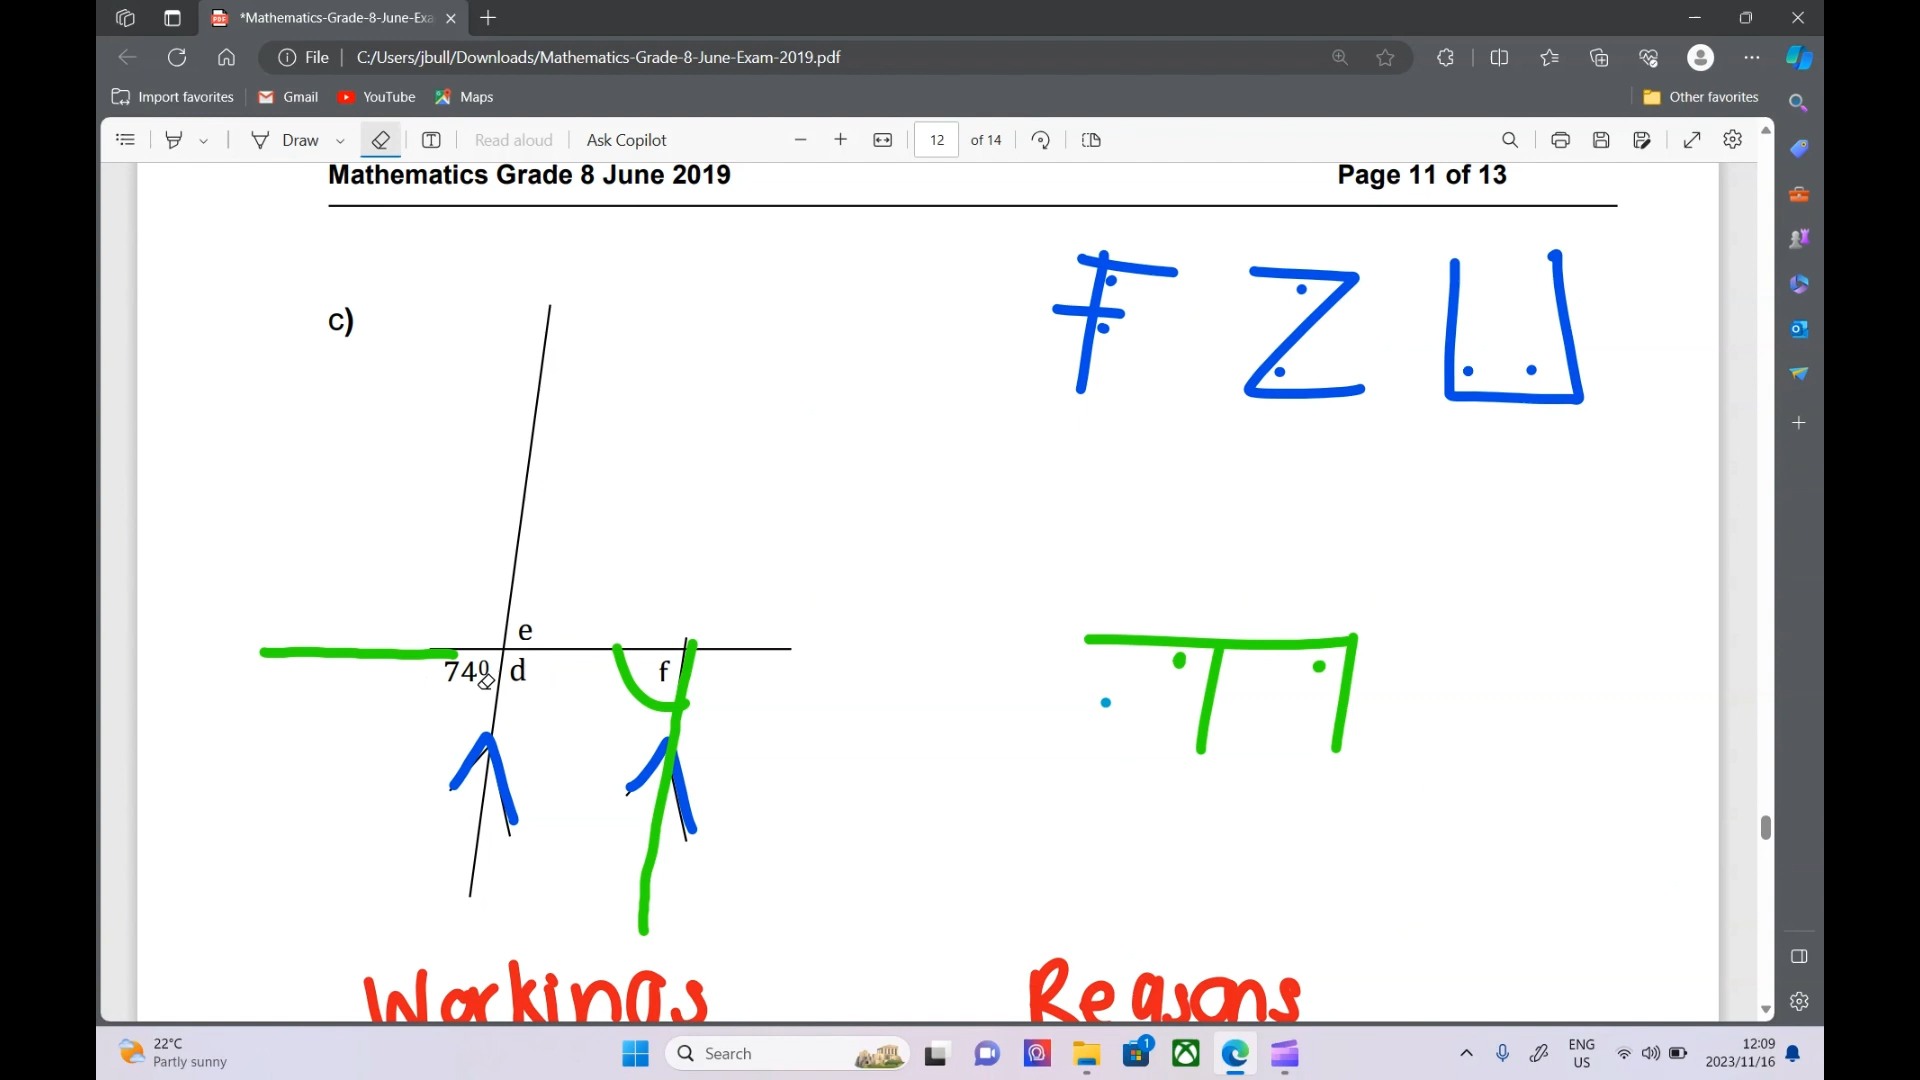 *Mathematics-Grade-8-June-Exa
File
C:/Users/jbull/Downloads/Mathematics-Grade-8-June-Exam-2019.pdf
Import favorites
Gmail
YouTube
Maps
Other favorites
Draw
Read aloud
Ask Copilot
12
of 14
Mathematics Grade 8 June 2019
Page 11 of 13
F Z U
c)
e
74⁰
d
f
Workings
Reasons
22°C
Partly sunny
Search
1
ENG
US
12:09
2023/11/16